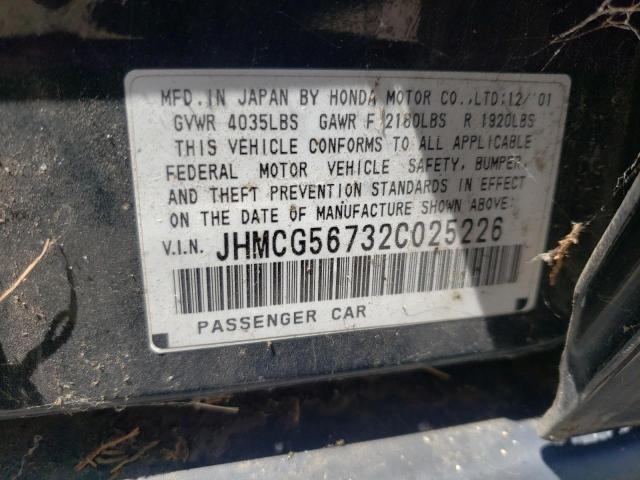 MFD. IN JAPAN BY HONDA MOTOR CO., LTD: 12/'01
GVWR 4035LBS GAWR F 2180LBS R 1920LBS
THIS VEHICLE CONFORMS TO ALL APPLICABLE
FEDERAL MOTOR VEHICLE SAFETY, BUMPER,
AND THEFT PREVENTION STANDARDS IN EFFECT
ON THE DATE OF MANUFACTURE SHOWN ABOVE:
V.I.N. JHMCG56732C025226
PASSENGER CAR